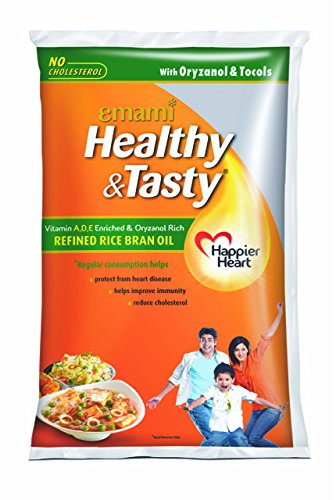 NO
CHOLESTEROL
With Oryzanol & Tocols
emami
Healthy
&Tasty®
Vitamin A,D,E Enriched & Oryzanol Rich
REFINED RICE BRAN OIL
Happier
Heart
*Regular consumption helps
protect from heart disease
helps improve immunity
reduce cholesterol